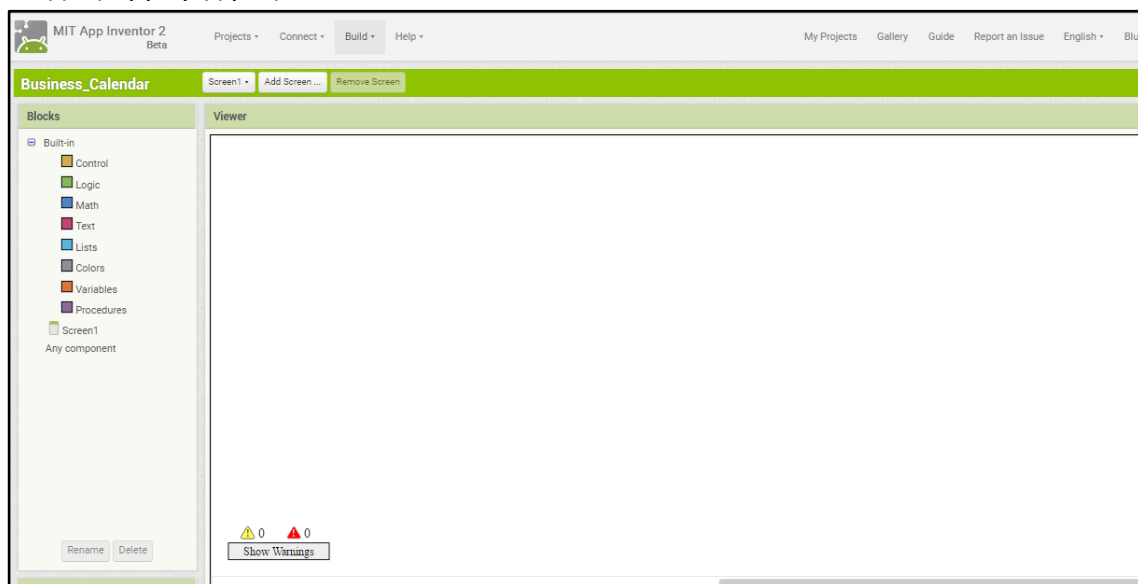 MIT App Inventor 2
Beta
Projects Connect Build Help
My Projects Gallery Guide Report an Issue English
Business_Calendar
Screen1 Add Screen ... Remove Screen
Blocks
Viewer
Built-in
Control
Logic
Math
Text
Lists
Colors
Variables
Procedures
Screen1
Any component
0 0
Show Warnings
Rename Delete